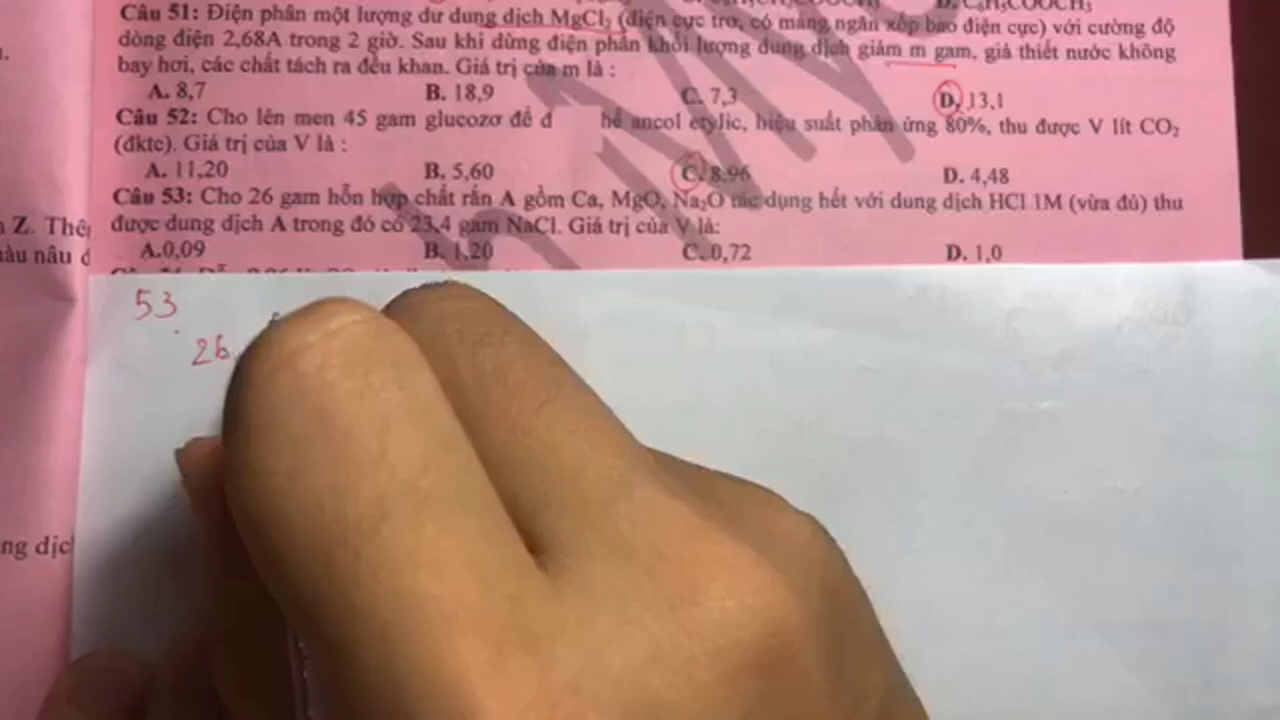 Câu 51: Điện phân một lượng dư dung dịch MgCl₂ (điện cực trơ, có màng ngăn xốp bao điện cực) với cường độ
dòng điện 2,68A trong 2 giờ. Sau khi dừng điện phân khối lượng dung dịch giảm m gam, giả thiết nước không
bay hơi, các chất tách ra đều khan. Giá trị của m là :
A. 8,7 B. 18,9 C. 7,3 D. 13,1
Câu 52: Cho lên men 45 gam glucozơ để đ hế ancol etylic, hiệu suất phản ứng 80%, thu được V lít CO₂
(đktc). Giá trị của V là :
A. 11,20 B. 5,60 C. 8,96 D. 4,48
Câu 53: Cho 26 gam hỗn hợp chất rắn A gồm Ca, MgO, Na₂O tác dụng hết với dung dịch HCl 1M (vừa đủ) thu
Z. Thê được dung dịch A trong đó có 23,4 gam NaCl. Giá trị của V là:
àu nâu đ A.0,09 B. 1,20 C. 0,72 D. 1,0
53
26
ng dịc